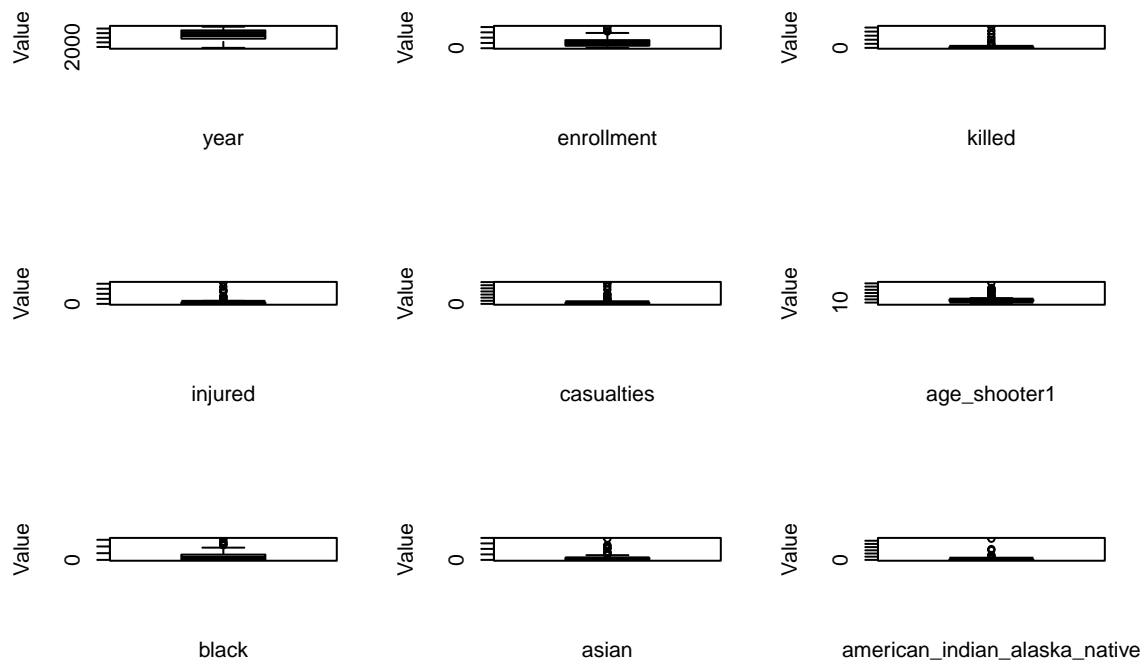 Value
2000
year
Value
0
enrollment
Value
0
killed
Value
0
injured
Value
0
casualties
Value
10
age_shooter1
Value
0
black
Value
0
asian
Value
0
american_indian_alaska_native